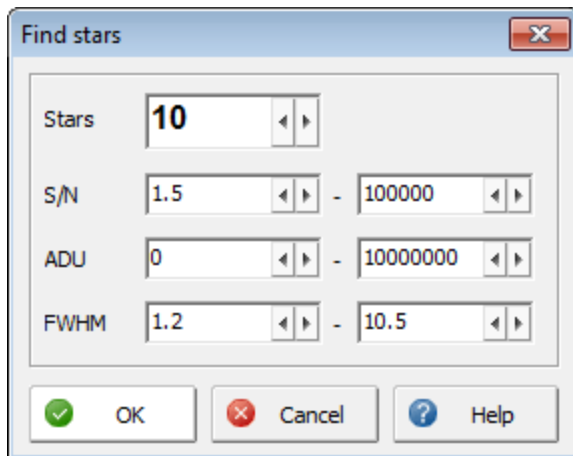 Find stars
Stars 10
S/N 1.5 - 100000
ADU 0 - 10000000
FWHM 1.2 - 10.5
OK Cancel Help